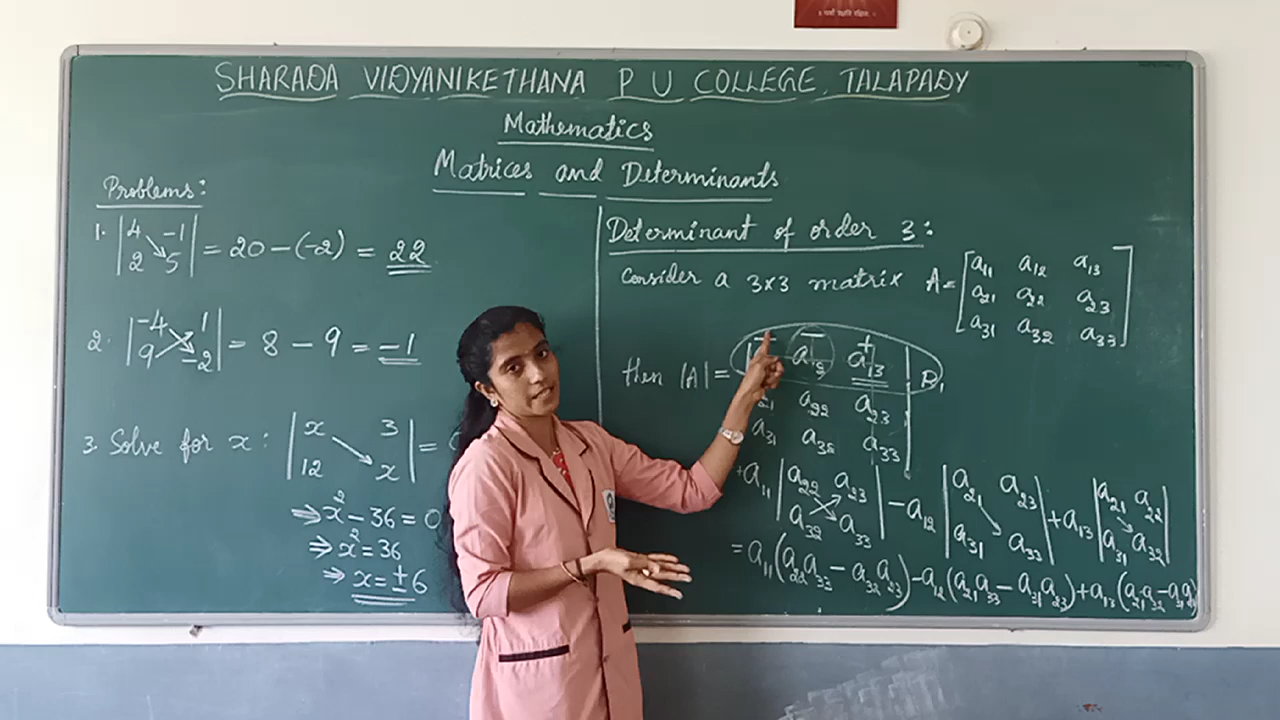 SHARADA VIDYANIKETHANA P U COLLEGE, TALAPADY
Mathematics
Matrices and Determinants
Problems:
1. | 4 -1 | = 20 - (-2) = 22
| 2 5 |
2. | -4 1 | = 8 - 9 = -1
| 9 -2 |
3. Solve for x: | x 3 | =
| 12 x |
⇒ x² - 36 = 0
⇒ x² = 36
⇒ x = ± 6
Determinant of order 3:
Consider a 3×3 matrix A = [ a₁₁ a₁₂ a₁₃
a₂₁ a₂₂ a₂₃
a₃₁ a₃₂ a₃₃ ]
then |A| = − + a₁₃ | R₁
a₂₂ a₂₃
a₃₁ a₃₂ a₃₃
+a₁₁ | a₂₂ a₂₃ | - a₁₂ | a₂₁ a₂₃ | + a₁₃ | a₂₁ a₂₂ |
| a₃₂ a₃₃ | | a₃₁ a₃₃ | | a₃₁ a₃₂ |
= a₁₁(a₂₂a₃₃ - a₃₂a₂₃) - a₁₂(a₂₁a₃₃ - a₃₁a₂₃) + a₁₃(a₂₁a₃₂ -